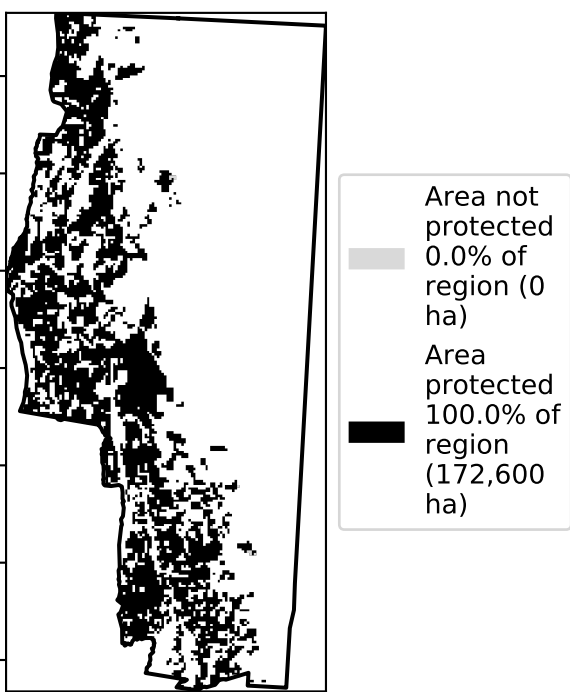 Area not
protected
0.0% of
region (0
ha)
Area
protected
100.0% of
region
(172,600
ha)